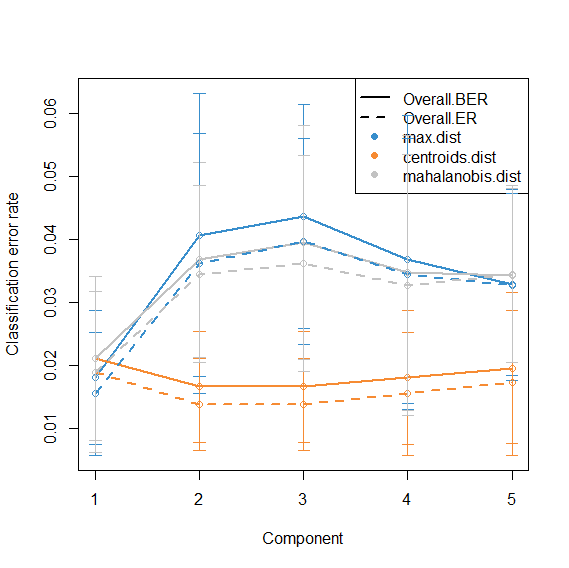 Overall.BER
Overall.ER
max.dist
centroids.dist
mahalanobis.dist
Classification error rate
0.06
0.05
0.04
0.03
0.02
0.01
1 2 3 4 5
Component